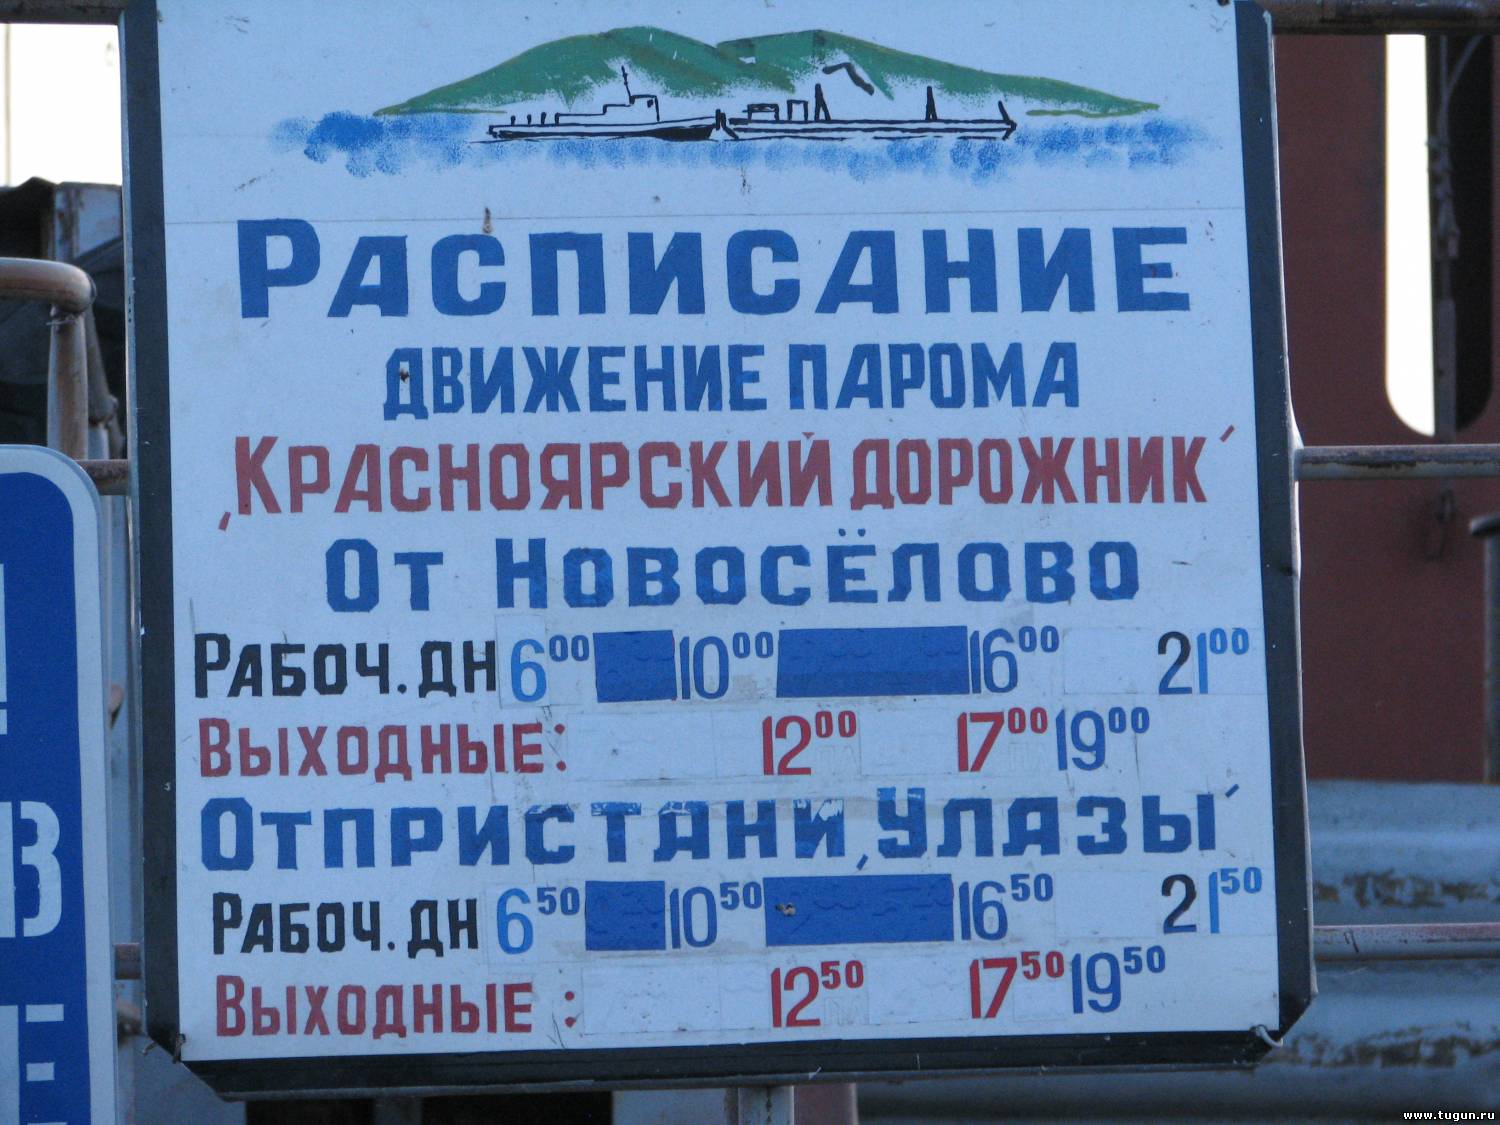 Расписание
движение парома
"Красноярский дорожник"
От Новосёлово
Рабоч. дн 6⁰⁰ 10⁰⁰ 16⁰⁰ 21⁰⁰
Выходные: 12⁰⁰ 17⁰⁰ 19⁰⁰
От пристани "Улазы"
Рабоч. дн 6⁵⁰ 10⁵⁰ 16⁵⁰ 21⁵⁰
Выходные: 12⁵⁰ 17⁵⁰ 19⁵⁰
www.tugun.ru